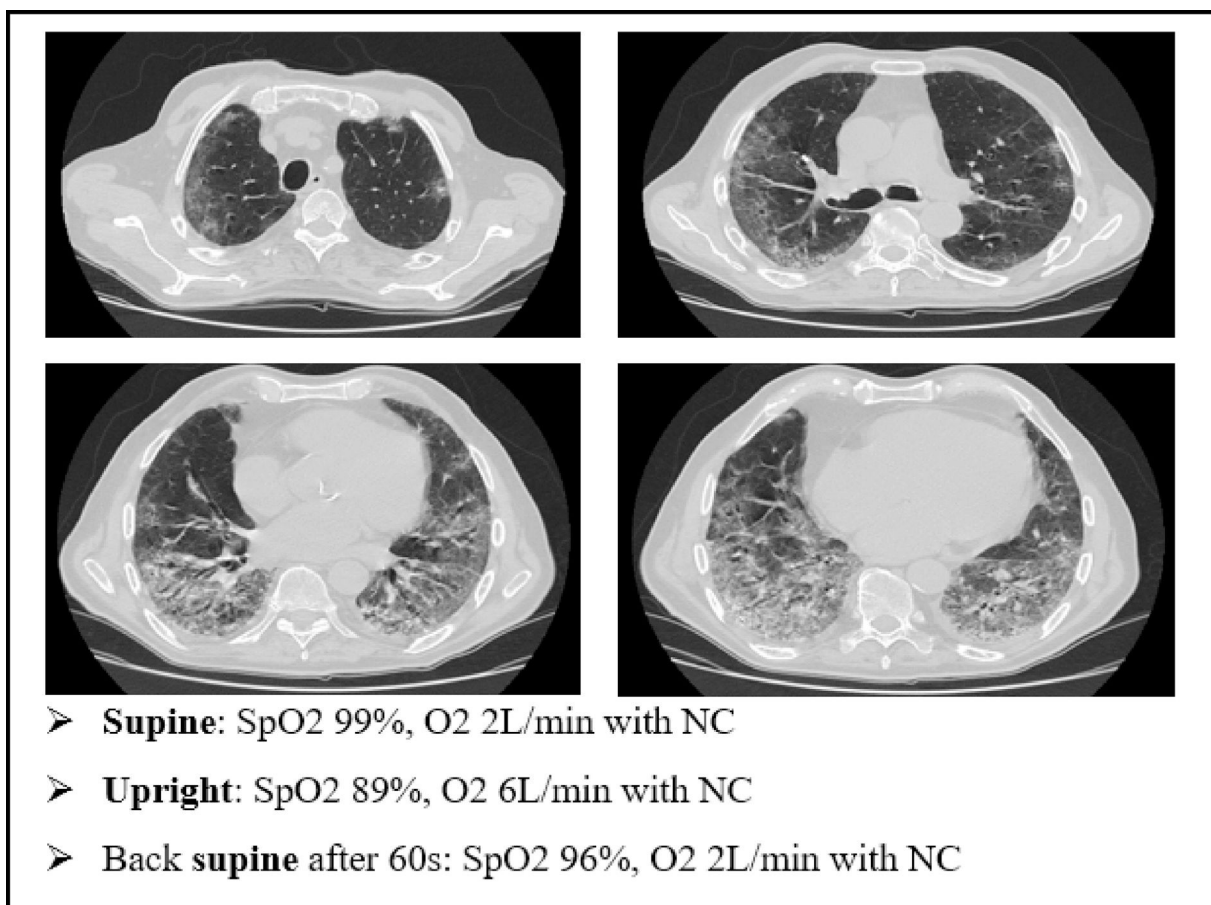 ➢ Supine: SpO2 99%, O2 2L/min with NC
➢ Upright: SpO2 89%, O2 6L/min with NC
➢ Back supine after 60s: SpO2 96%, O2 2L/min with NC